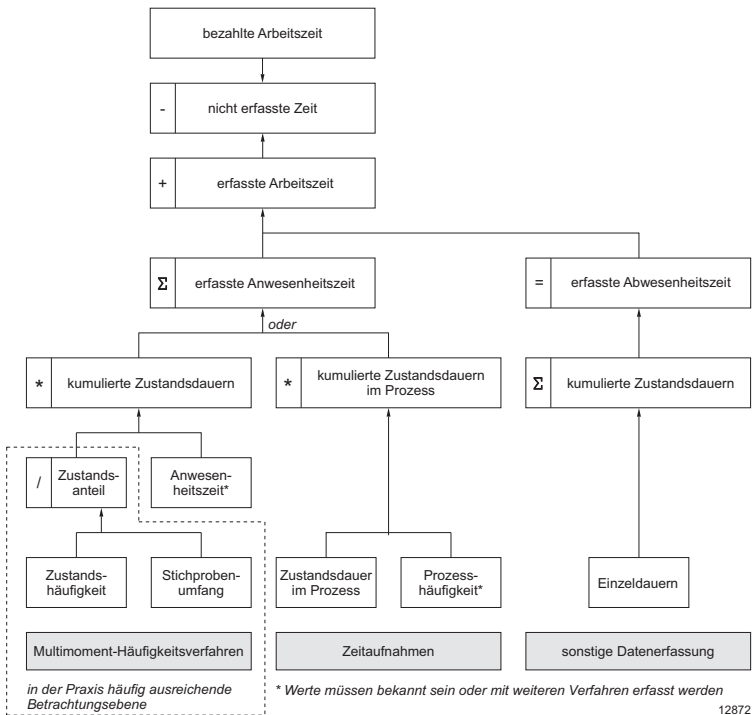 bezahlte Arbeitszeit
- nicht erfasste Zeit
+ erfasste Arbeitszeit
Σ erfasste Anwesenheitszeit
= erfasste Abwesenheitszeit
oder
* kumulierte Zustandsdauern
* kumulierte Zustandsdauern
im Prozess
Σ kumulierte Zustandsdauern
/ Zustands-
anteil
Anwesen-
heitszeit*
Zustands-
häufigkeit
Stichproben-
umfang
Zustandsdauer
im Prozess
Prozess-
häufigkeit*
Einzeldauern
Multimoment-Häufigkeitsverfahren
Zeitaufnahmen
sonstige Datenerfassung
in der Praxis häufig ausreichende
Betrachtungsebene
* Werte müssen bekannt sein oder mit weiteren Verfahren erfasst werden
12872